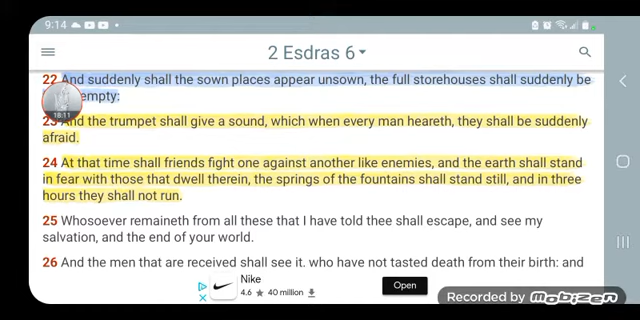 9:14
2 Esdras 6
22 And suddenly shall the sown places appear unsown, the full storehouses shall suddenly be
empty:
23 And the trumpet shall give a sound, which when every man heareth, they shall be suddenly
afraid.
24 At that time shall friends fight one against another like enemies, and the earth shall stand
in fear with those that dwell therein, the springs of the fountains shall stand still, and in three
hours they shall not run.
25 Whosoever remaineth from all these that I have told thee shall escape, and see my
salvation, and the end of your world.
26 And the men that are received shall see it. who have not tasted death from their birth: and
18:11
Nike
4.6 ★ 40 million
Open
Recorded by Mobizen